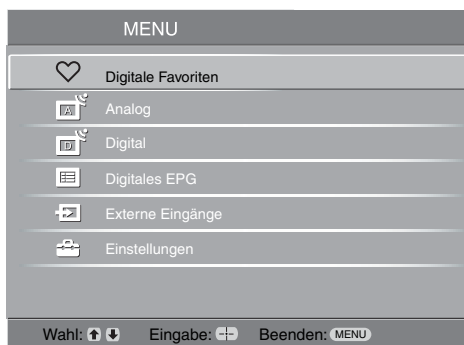 MENU
Digitale Favoriten
A Analog
D Digital
Digitales EPG
Externe Eingänge
Einstellungen
Wahl: Eingabe: Beenden: MENU